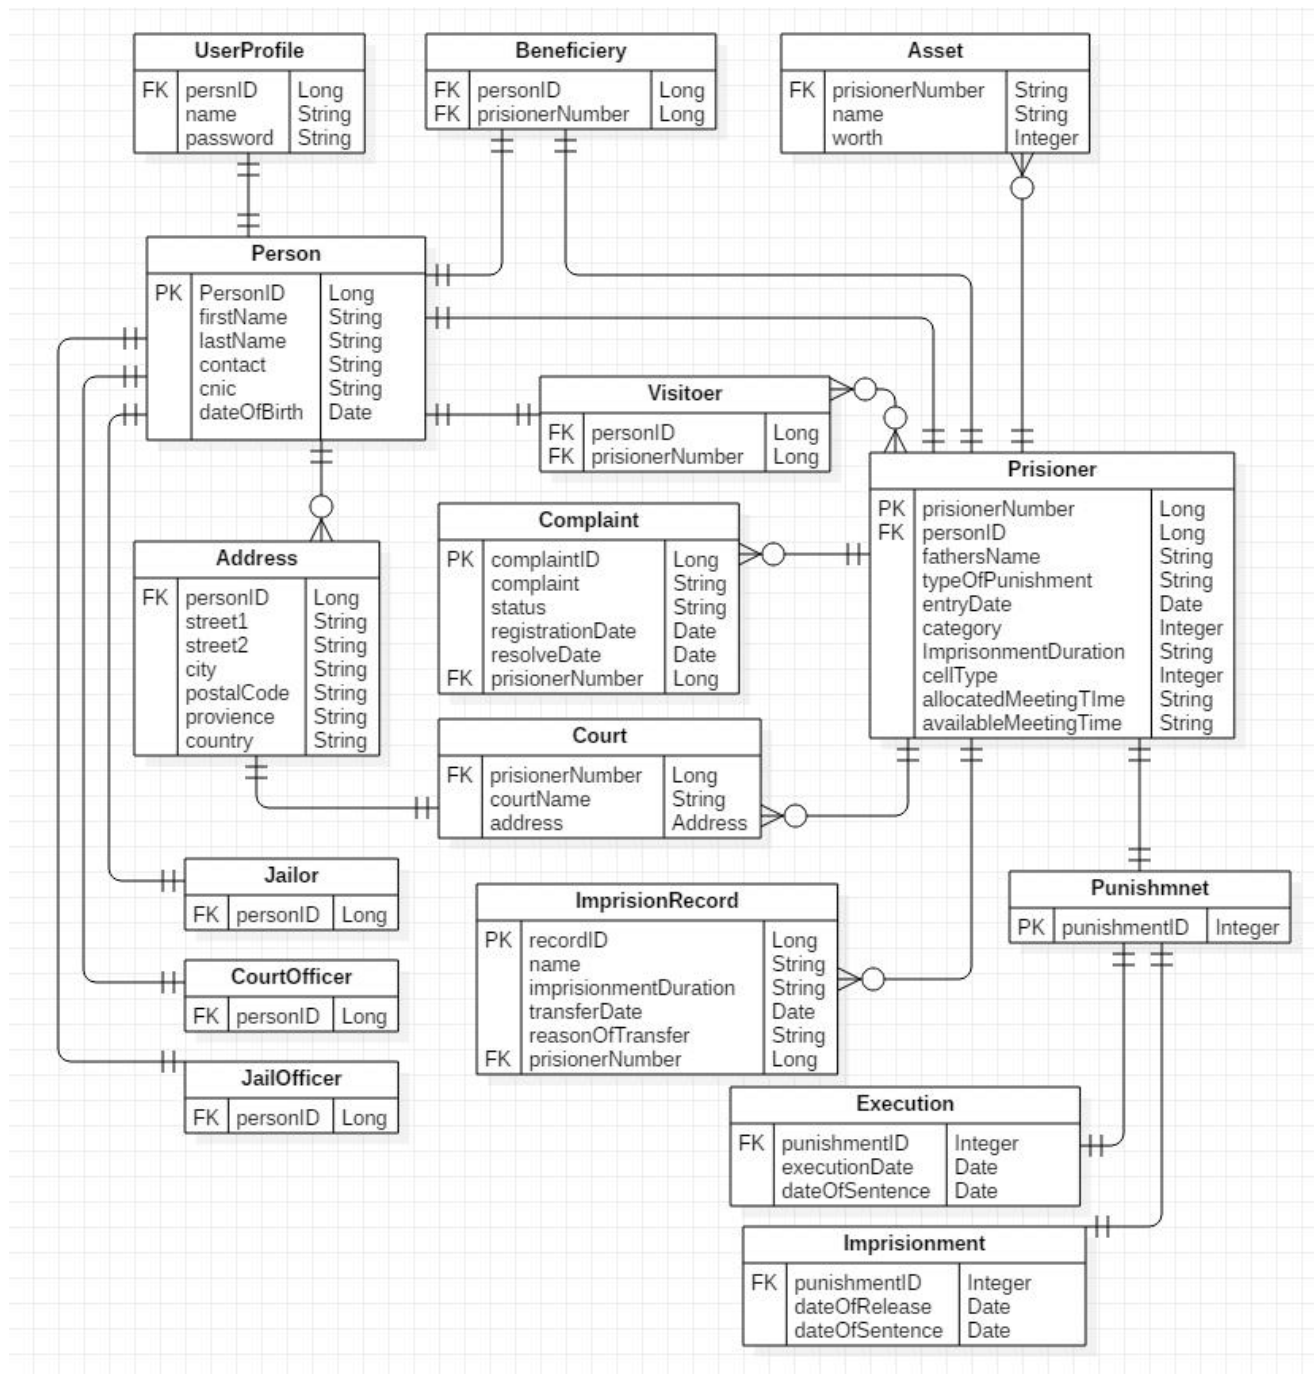 UserProfile
FK persnID Long
name String
password String
Beneficiery
FK personID Long
FK prisionerNumber Long
Asset
FK prisionerNumber String
name String
worth Integer
Person
PK PersonID Long
firstName String
lastName String
contact String
cnic String
dateOfBirth Date
Visitoer
FK personID Long
FK prisionerNumber Long
Prisioner
PK prisionerNumber Long
FK personID Long
fathersName String
typeOfPunishment String
entryDate Date
category Integer
ImprisonmentDuration String
cellType Integer
allocatedMeetingTIme String
availableMeetingTime String
Complaint
PK complaintID Long
complaint String
status String
registrationDate Date
resolveDate Date
FK prisionerNumber Long
Address
FK personID Long
street1 String
street2 String
city String
postalCode String
provience String
country String
Court
FK prisionerNumber Long
courtName String
address Address
Jailor
FK personID Long
ImprisionRecord
PK recordID Long
name String
imprisionmentDuration String
transferDate Date
reasonOfTransfer String
FK prisionerNumber Long
Punishmnet
PK punishmentID Integer
CourtOfficer
FK personID Long
JailOfficer
FK personID Long
Execution
FK punishmentID Integer
executionDate Date
dateOfSentence Date
Imprisionment
FK punishmentID Integer
dateOfRelease Date
dateOfSentence Date